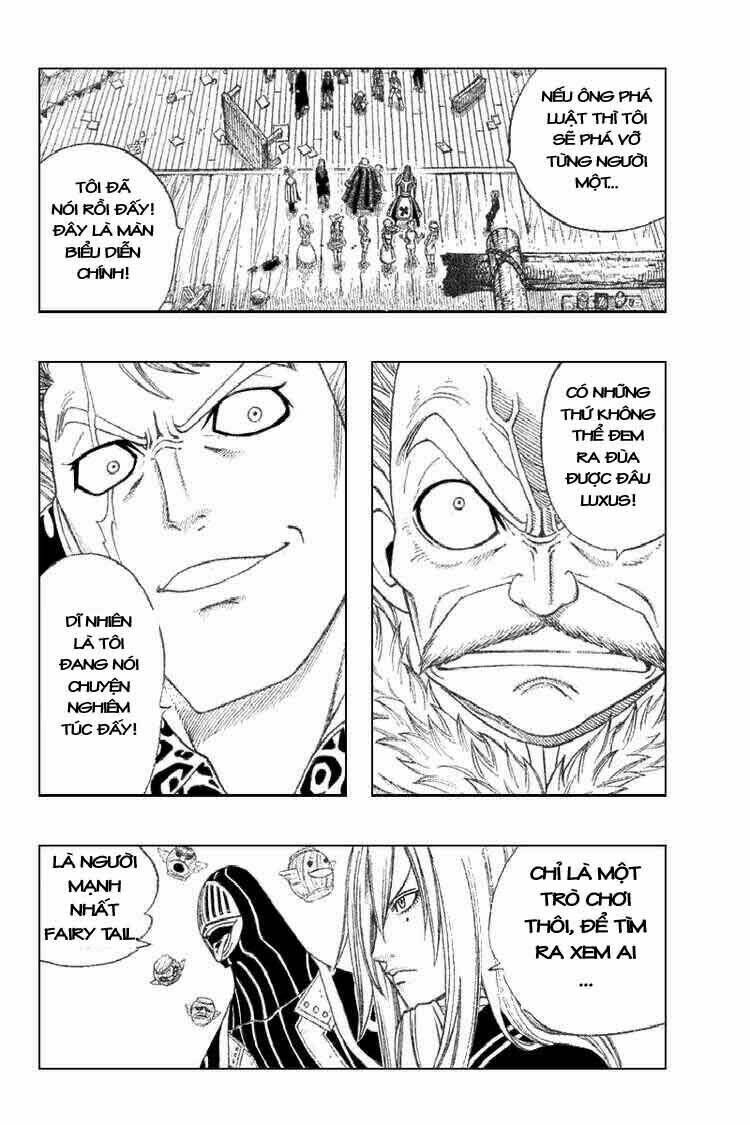 NẾU ÔNG PHÁ
LUẬT THÌ TÔI
SẼ PHÁ VỠ
TỪNG NGƯỜI
MỘT...
TÔI ĐÃ
NÓI RỒI ĐẤY!
ĐÂY LÀ MÀN
BIỂU DIỄN
CHÍNH!
CÓ NHỮNG
THỨ KHÔNG
THỂ ĐEM
RA ĐÙA
ĐƯỢC ĐÂU
LUXUS!
DĨ NHIÊN
LÀ TÔI
ĐANG NÓI
CHUYỆN
NGHIÊM
TÚC ĐẤY!
CHỈ LÀ MỘT
TRÒ CHƠI
THÔI, ĐỂ TÌM
RA XEM AI
...
LÀ NGƯỜI
MẠNH
NHẤT
FAIRY TAIL.